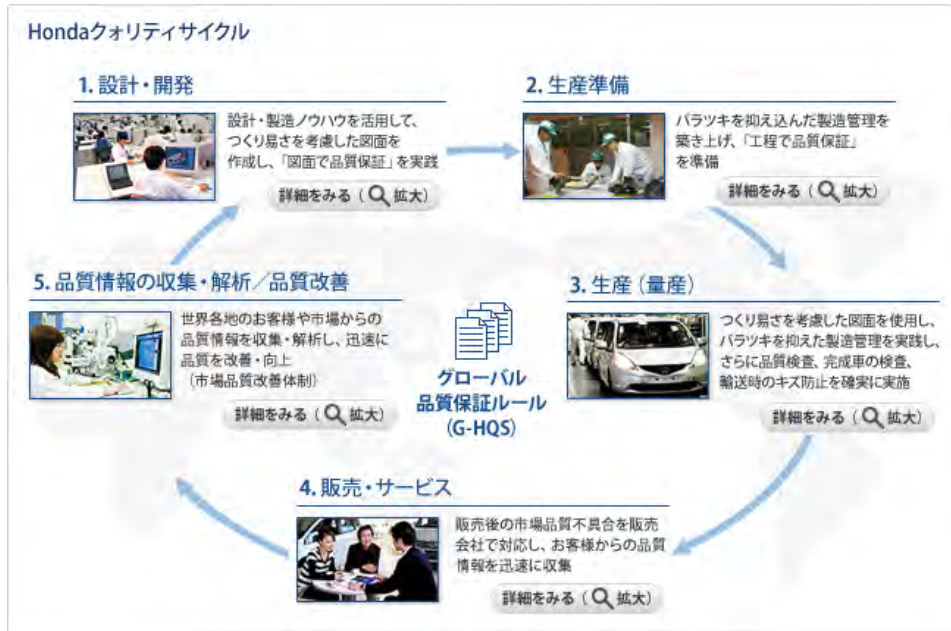 Hondaクォリティサイクル
1. 設計・開発
設計・製造ノウハウを活用して、
つくり易さを考慮した図面を
作成し、「図面で品質保証」を実践
詳細をみる（ 拡大）
2. 生産準備
バラツキを抑え込んだ製造管理を
築き上げ、「工程で品質保証」
を準備
詳細をみる（ 拡大）
3. 生産（量産）
つくり易さを考慮した図面を使用し、
バラツキを抑えた製造管理を実践し、
さらに品質検査、完成車の検査、
輸送時のキズ防止を確実に実施
詳細をみる（ 拡大）
4. 販売・サービス
販売後の市場品質不具合を販売
会社で対応し、お客様からの品質
情報を迅速に収集
詳細をみる（ 拡大）
5. 品質情報の収集・解析／品質改善
世界各地のお客様や市場からの
品質情報を収集・解析し、迅速に
品質を改善・向上
（市場品質改善体制）
詳細をみる（ 拡大）
グローバル
品質保証ルール
(G-HQS)